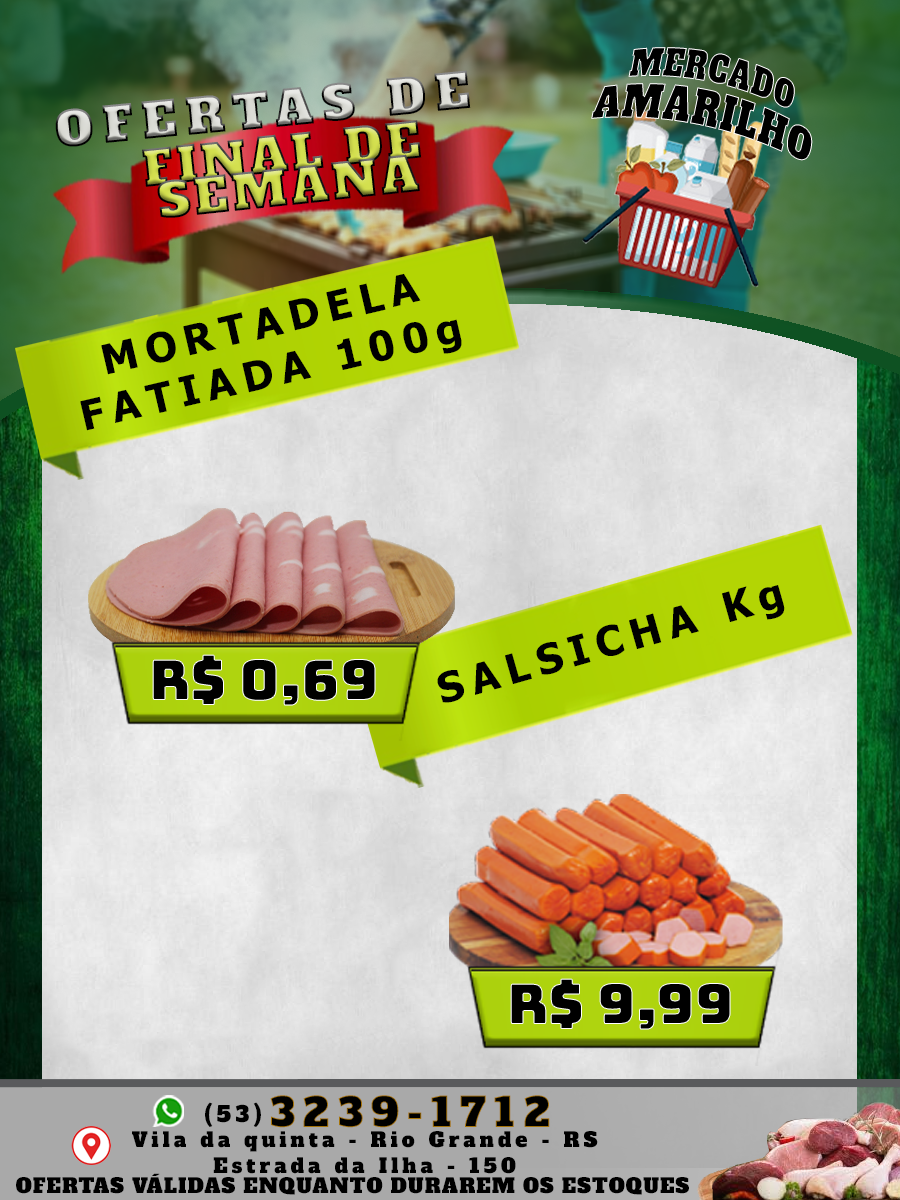 OFERTAS DE
FINAL DE
SEMANA
MERCADO
AMARILHO
MORTADELA
FATIADA 100g
R$ 0,69
SALSICHA Kg
R$ 9,99
(53) 3239-1712
Vila da quinta - Rio Grande - RS
Estrada da Ilha - 150
OFERTAS VÁLIDAS ENQUANTO DURAREM OS ESTOQUES